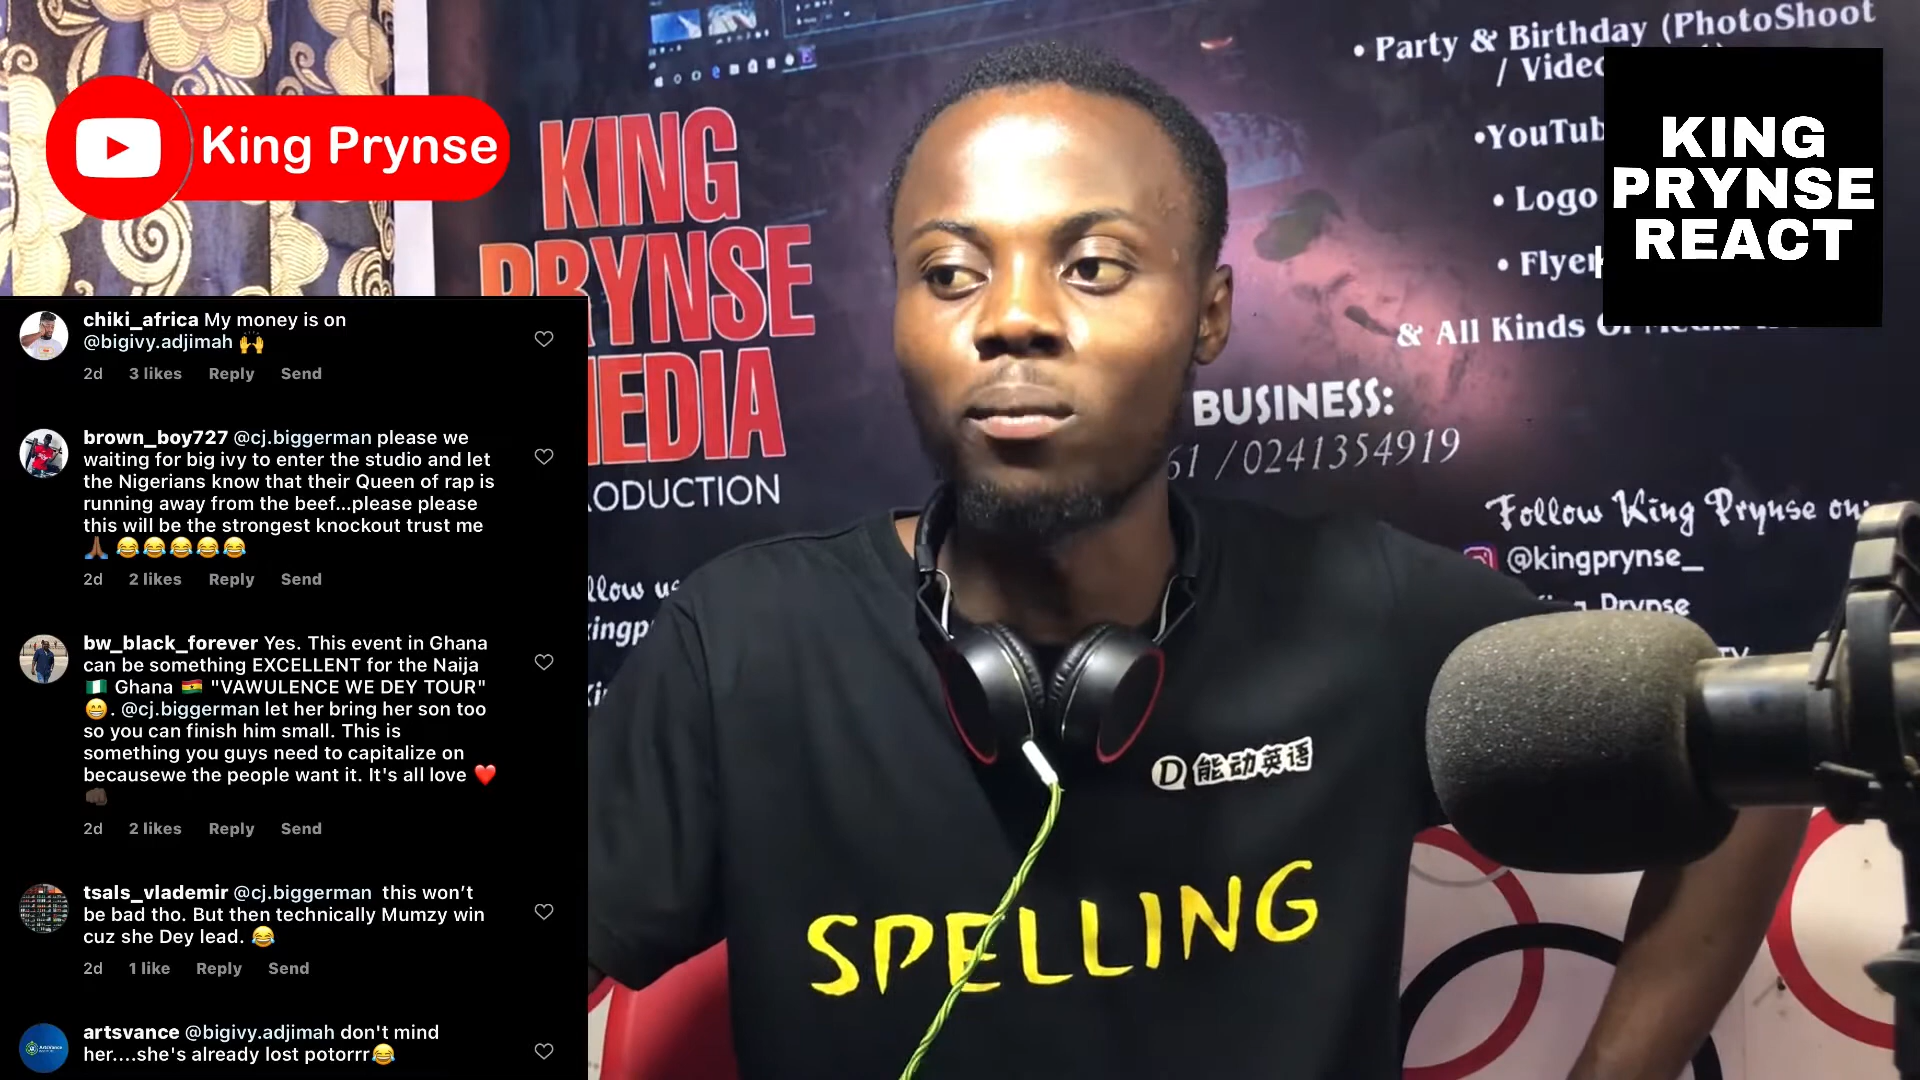 King Prynse
• Party & Birthday (PhotoShoot
•
• Logo
•
& All Kinds
KING
PRYNSE
REACT
KING
PRYNSE
MEDIA
BUSINESS:
61 / 0241354919
Follow King Prynse on:
@kingprynse_
Prynse
能动英语
SPELLING
chiki_africa My money is on
@bigivy.adjimah 🙌
2d 3 likes Reply Send
brown_boy727 @cj.biggerman please we
waiting for big ivy to enter the studio and let
the Nigerians know that their Queen of rap is
running away from the beef...please please
this will be the strongest knockout trust me
🙏🏾😂😂😂😂😂
2d 2 likes Reply Send
bw_black_forever Yes. This event in Ghana
can be something EXCELLENT for the Naija
🇳🇬 Ghana 🇬🇭 "VAWULENCE WE DEY TOUR"
😁. @cj.biggerman let her bring her son too
so you can finish him small. This is
something you guys need to capitalize on
becausewe the people want it. It's all love ❤️
👊🏿
2d 2 likes Reply Send
tsals_vlademir @cj.biggerman this won’t
be bad tho. But then technically Mumzy win
cuz she Dey lead. 😂
2d 1 like Reply Send
artsvance @bigivy.adjimah don't mind
her....she's already lost potorrr😂